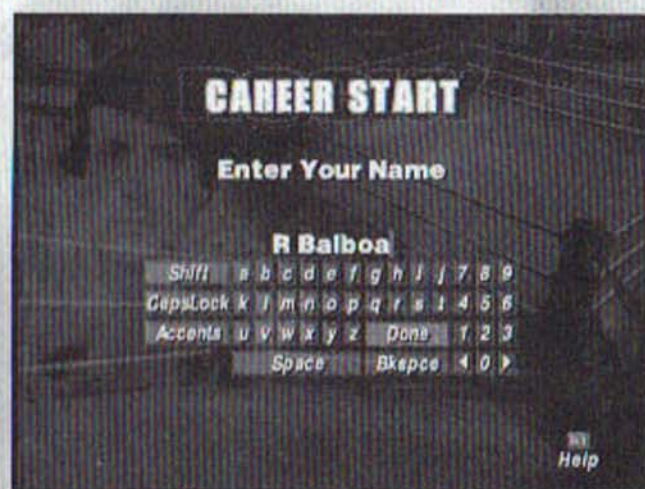 CAREER START
Enter Your Name
R Balboa
Shift a b c d e f g h i j 7 8 9
CapsLock k l m n o p q r s t 4 5 6
Accents u v w x y z Done 1 2 3
Space Bkspce ◄ 0 ►
Help